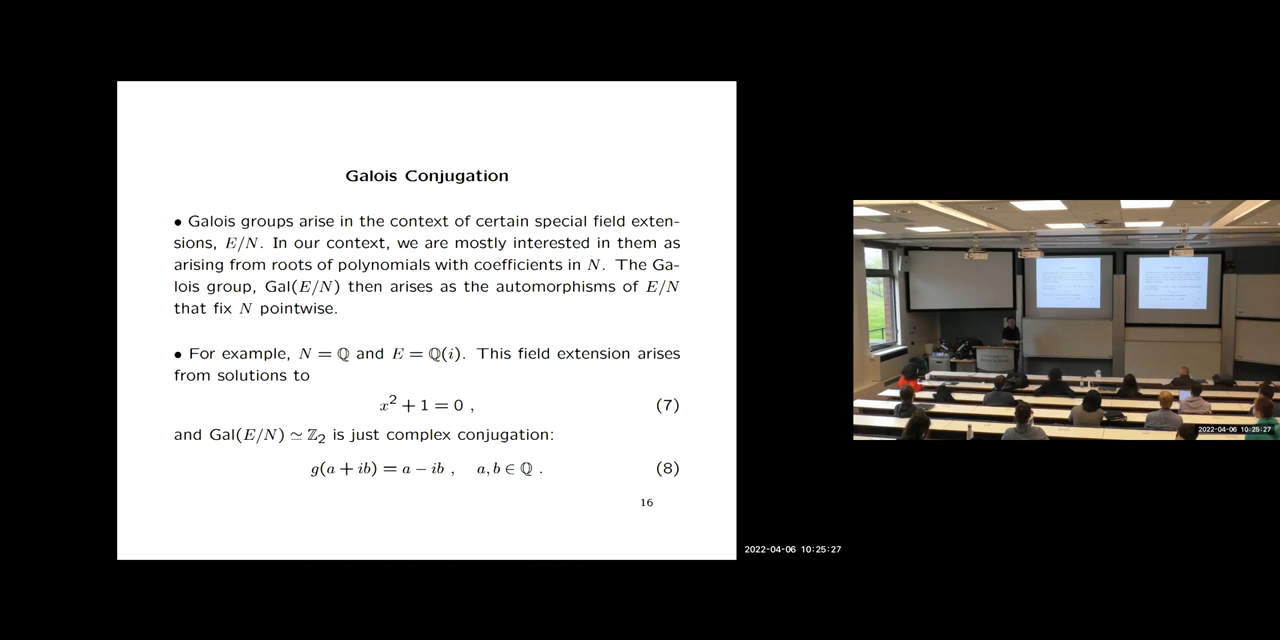 Galois Conjugation
• Galois groups arise in the context of certain special field exten-
sions, E/N. In our context, we are mostly interested in them as
arising from roots of polynomials with coefficients in N. The Ga-
lois group, Gal(E/N) then arises as the automorphisms of E/N
that fix N pointwise.
• For example, N = ℚ and E = ℚ(i). This field extension arises
from solutions to
x² + 1 = 0 , (7)
and Gal(E/N) ≃ ℤ₂ is just complex conjugation:
g(a + ib) = a − ib , a, b ∈ ℚ . (8)
16
2022-04-06 10:25:27
2022-04-06 10:25:27